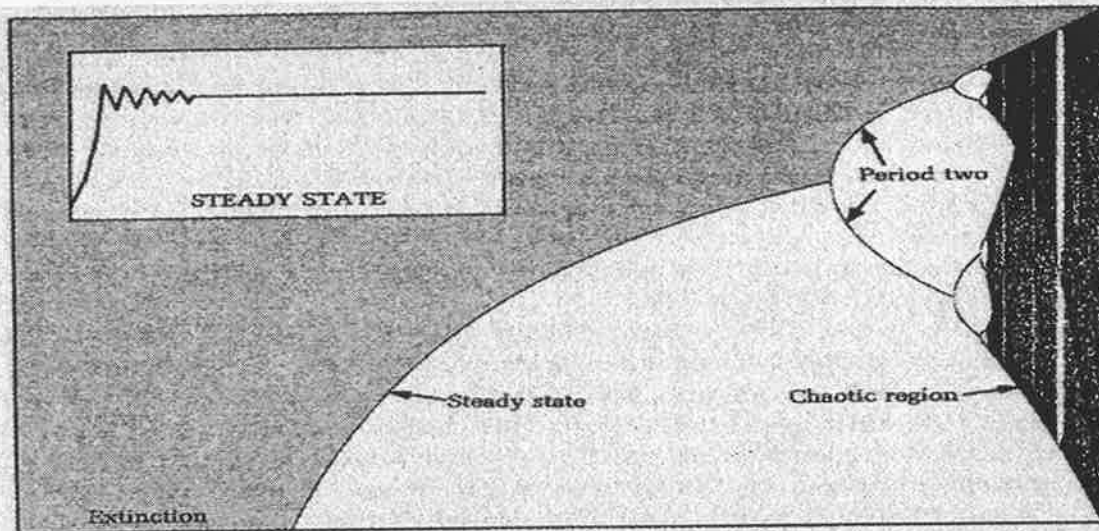 STEADY STATE
Period two
Steady state
Chaotic region
Extinction